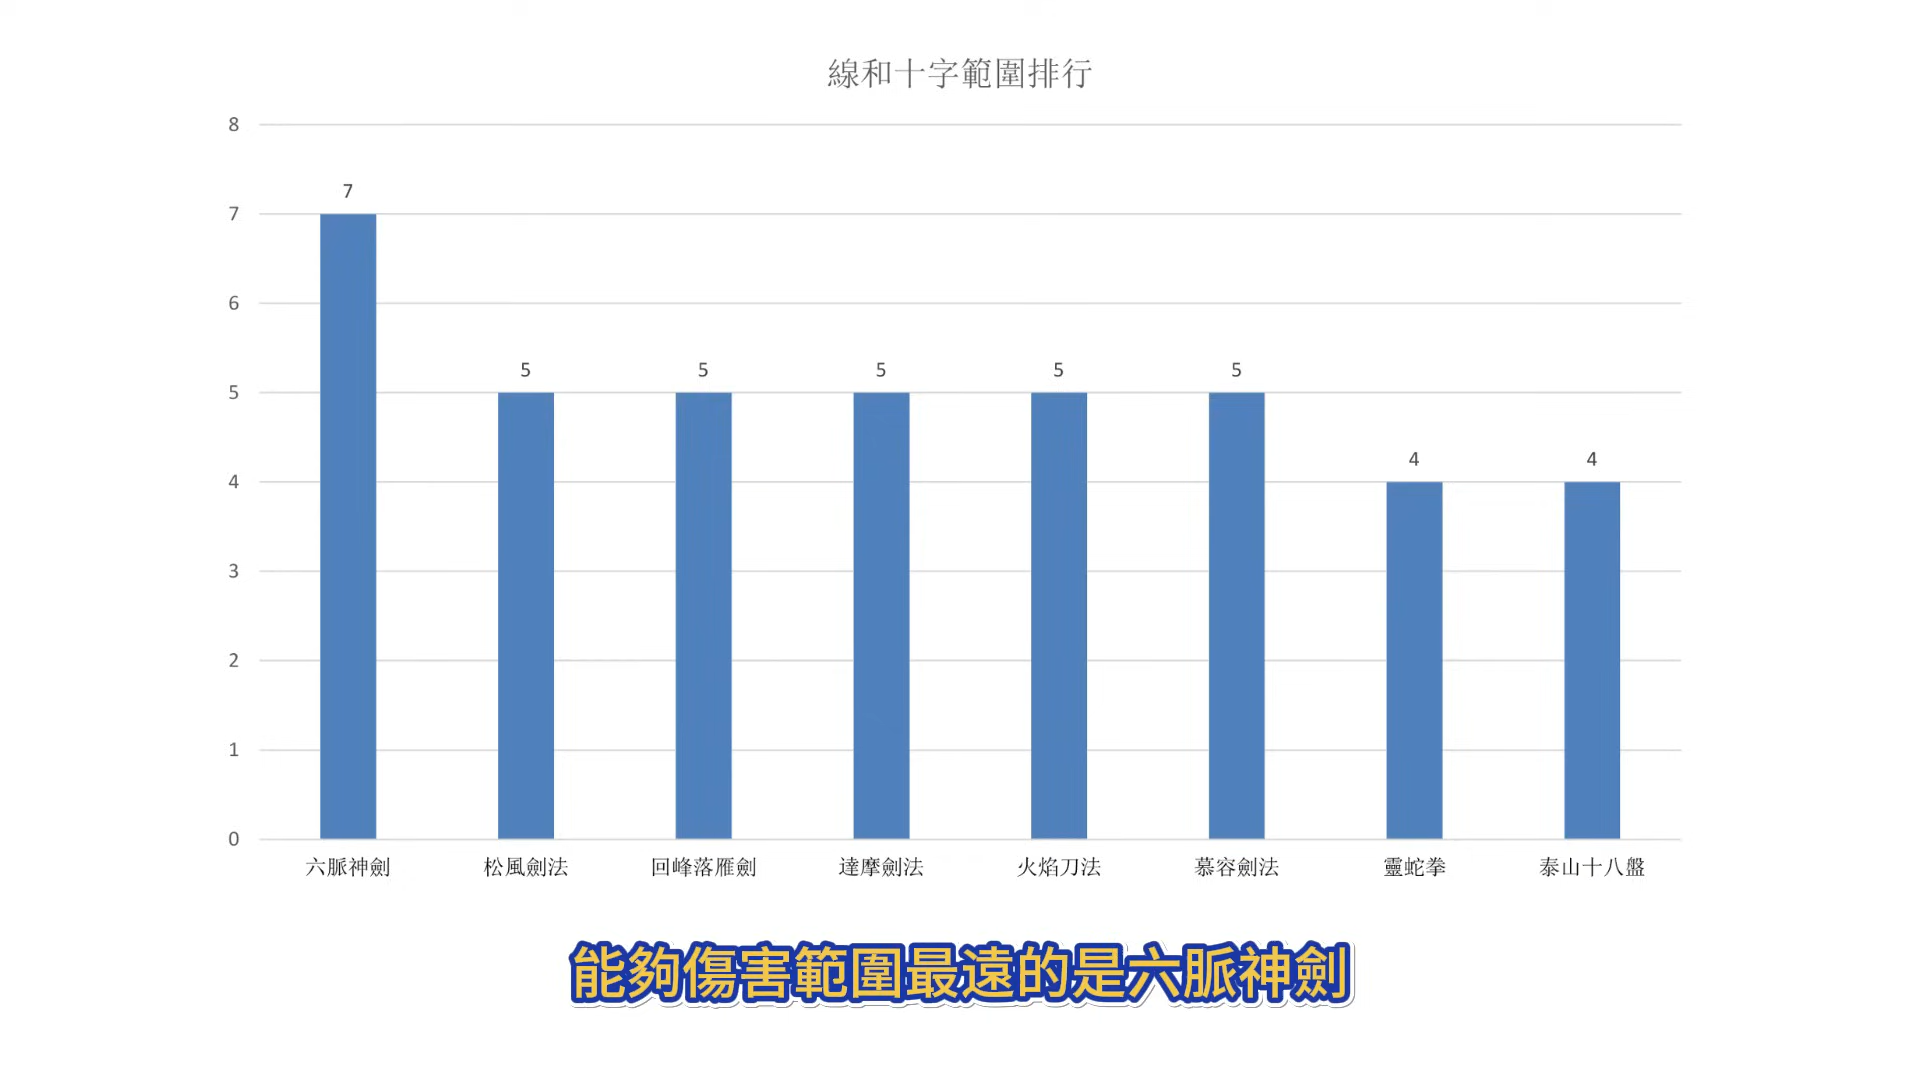 線和十字範圍排行
8
7
6
5
4
3
2
1
0
7
5
5
5
5
5
4
4
六脈神劍
松風劍法
回峰落雁劍
達摩劍法
火焰刀法
慕容劍法
靈蛇拳
泰山十八盤
能夠傷害範圍最遠的是六脈神劍